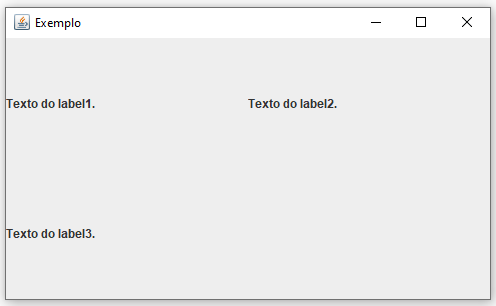 Exemplo
Texto do label1.
Texto do label2.
Texto do label3.